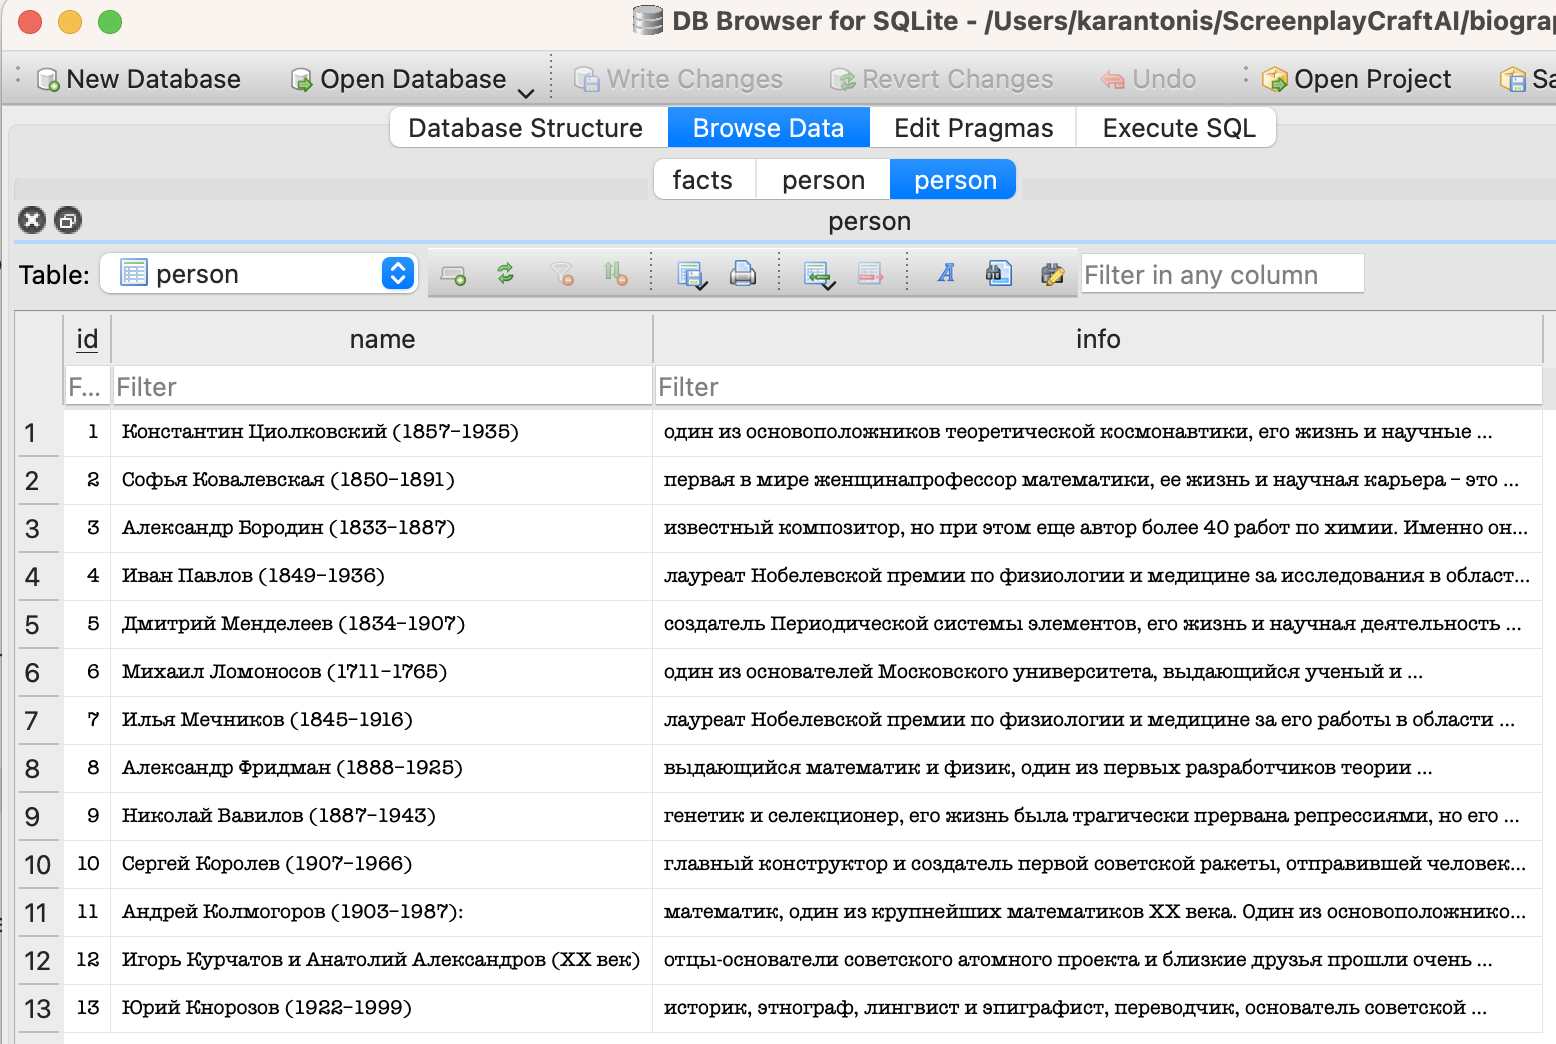 DB Browser for SQLite - /Users/karantonis/ScreenplayCraftAI/biograp
New Database Open Database Write Changes Revert Changes Undo Open Project Sa
Database Structure Browse Data Edit Pragmas Execute SQL
facts person person
person
Table: person Filter in any column
id name info
F... Filter Filter
1 1 Константин Циолковский (1857-1935) один из основоположников теоретической космонавтики, его жизнь и научные ...
2 2 Софья Ковалевская (1850-1891) первая в мире женщинапрофессор математики, ее жизнь и научная карьера - это ...
3 3 Александр Бородин (1833-1887) известный композитор, но при этом еще автор более 40 работ по химии. Именно он...
4 4 Иван Павлов (1849-1936) лауреат Нобелевской премии по физиологии и медицине за исследования в област...
5 5 Дмитрий Менделеев (1834-1907) создатель Периодической системы элементов, его жизнь и научная деятельность ...
6 6 Михаил Ломоносов (1711-1765) один из основателей Московского университета, выдающийся ученый и ...
7 7 Илья Мечников (1845-1916) лауреат Нобелевской премии по физиологии и медицине за его работы в области ...
8 8 Александр Фридман (1888-1925) выдающийся математик и физик, один из первых разработчиков теории ...
9 9 Николай Вавилов (1887-1943) генетик и селекционер, его жизнь была трагически прервана репрессиями, но его ...
10 10 Сергей Королев (1907-1966) главный конструктор и создатель первой советской ракеты, отправившей человек...
11 11 Андрей Колмогоров (1903-1987): математик, один из крупнейших математиков XX века. Один из основоположнико...
12 12 Игорь Курчатов и Анатолий Александров (XX век) отцы-основатели советского атомного проекта и близкие друзья прошли очень ...
13 13 Юрий Кнорозов (1922-1999) историк, этнограф, лингвист и эпиграфист, переводчик, основатель советской ...